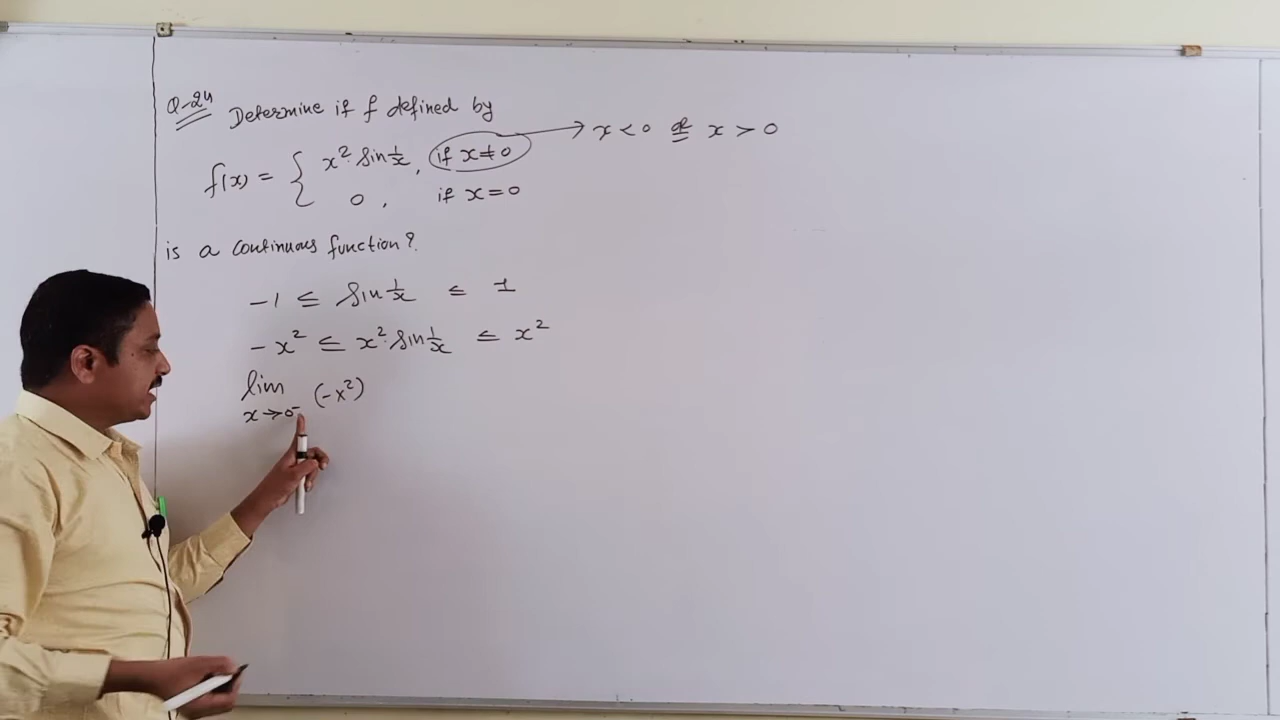 Q-24 Determine if f defined by
f(x) = { x². sin 1/x, if x≠0 → x < 0 or x > 0
0, if x=0
is a continuous function?
-1 ≤ sin 1/x ≤ 1
-x² ≤ x². sin 1/x ≤ x²
lim x→0⁻ (-x²)